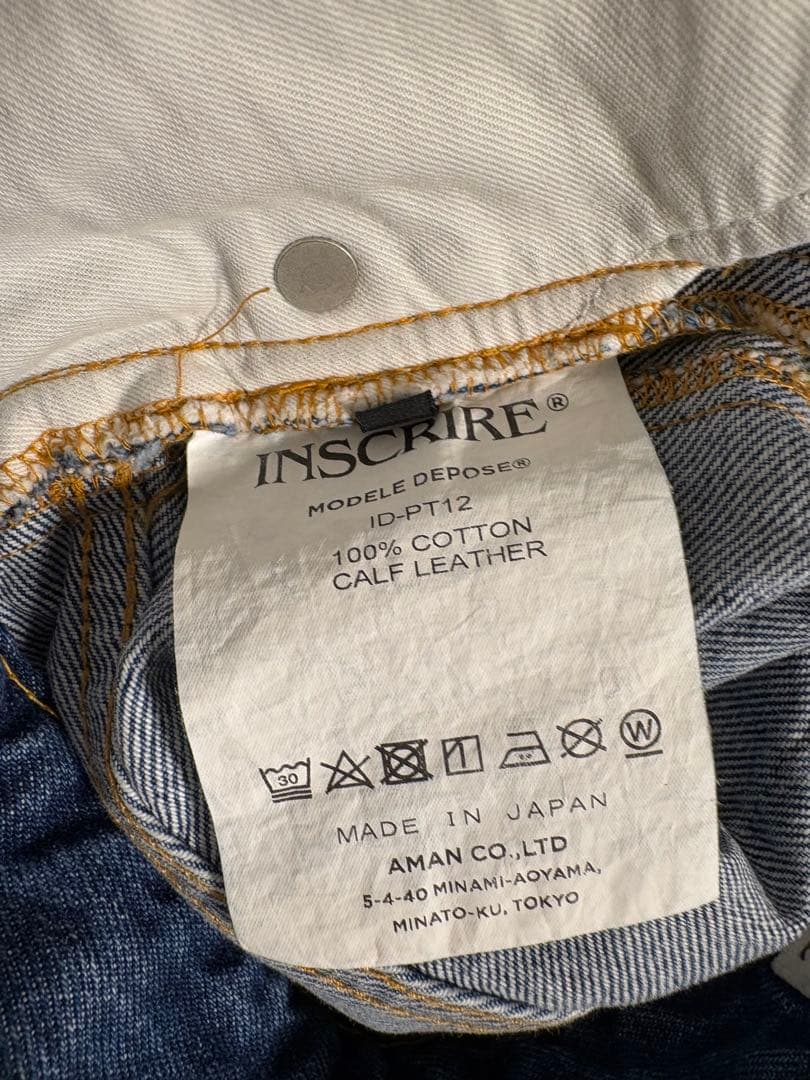 INSCRIRE®
MODELE DEPOSE®
ID-PT12
100% COTTON
CALF LEATHER
30 W
MADE IN JAPAN
AMAN CO.,LTD
5-4-40 MINAMI-AOYAMA,
MINATO-KU, TOKYO